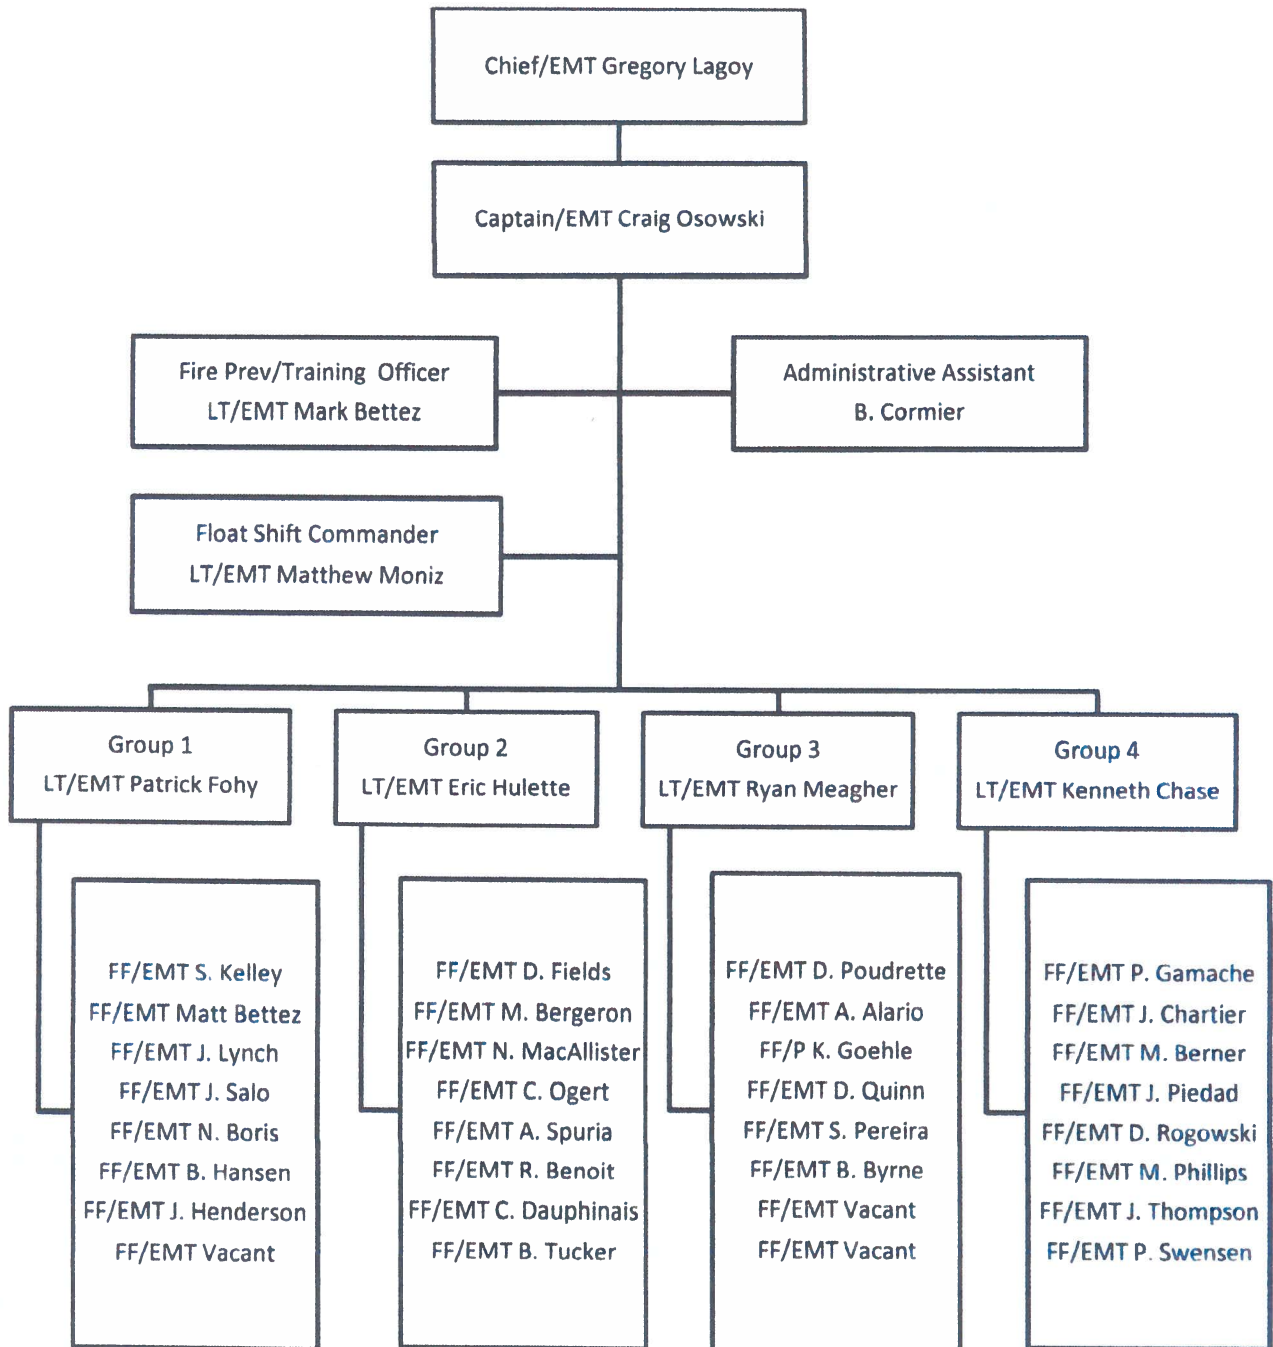 Chief/EMT Gregory Lagoy
Captain/EMT Craig Osowski
Fire Prev/Training Officer
LT/EMT Mark Bettez
Administrative Assistant
B. Cormier
Float Shift Commander
LT/EMT Matthew Moniz
Group 1
LT/EMT Patrick Fohy
Group 2
LT/EMT Eric Hulette
Group 3
LT/EMT Ryan Meagher
Group 4
LT/EMT Kenneth Chase
FF/EMT S. Kelley
FF/EMT Matt Bettez
FF/EMT J. Lynch
FF/EMT J. Salo
FF/EMT N. Boris
FF/EMT B. Hansen
FF/EMT J. Henderson
FF/EMT Vacant
FF/EMT D. Fields
FF/EMT M. Bergeron
FF/EMT N. MacAllister
FF/EMT C. Ogert
FF/EMT A. Spuria
FF/EMT R. Benoit
FF/EMT C. Dauphinais
FF/EMT B. Tucker
FF/EMT D. Poudrette
FF/EMT A. Alario
FF/P K. Goehle
FF/EMT D. Quinn
FF/EMT S. Pereira
FF/EMT B. Byrne
FF/EMT Vacant
FF/EMT Vacant
FF/EMT P. Gamache
FF/EMT J. Chartier
FF/EMT M. Berner
FF/EMT J. Piedad
FF/EMT D. Rogowski
FF/EMT M. Phillips
FF/EMT J. Thompson
FF/EMT P. Swensen